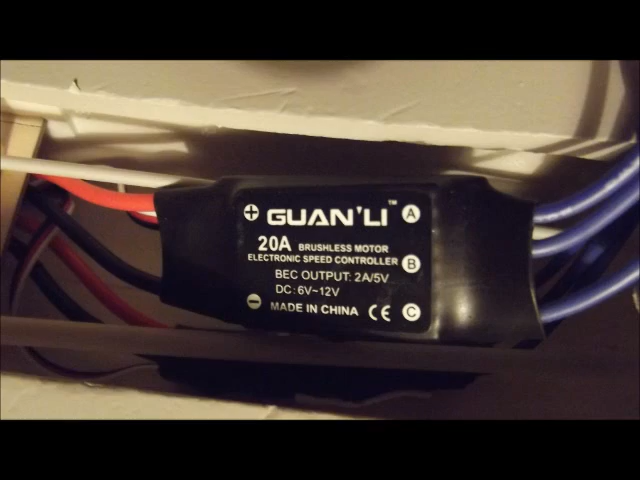 + GUAN'LI™ A
20A BRUSHLESS MOTOR
ELECTRONIC SPEED CONTROLLER
B
BEC OUTPUT: 2A/5V
DC: 6V~12V
− MADE IN CHINA CE C